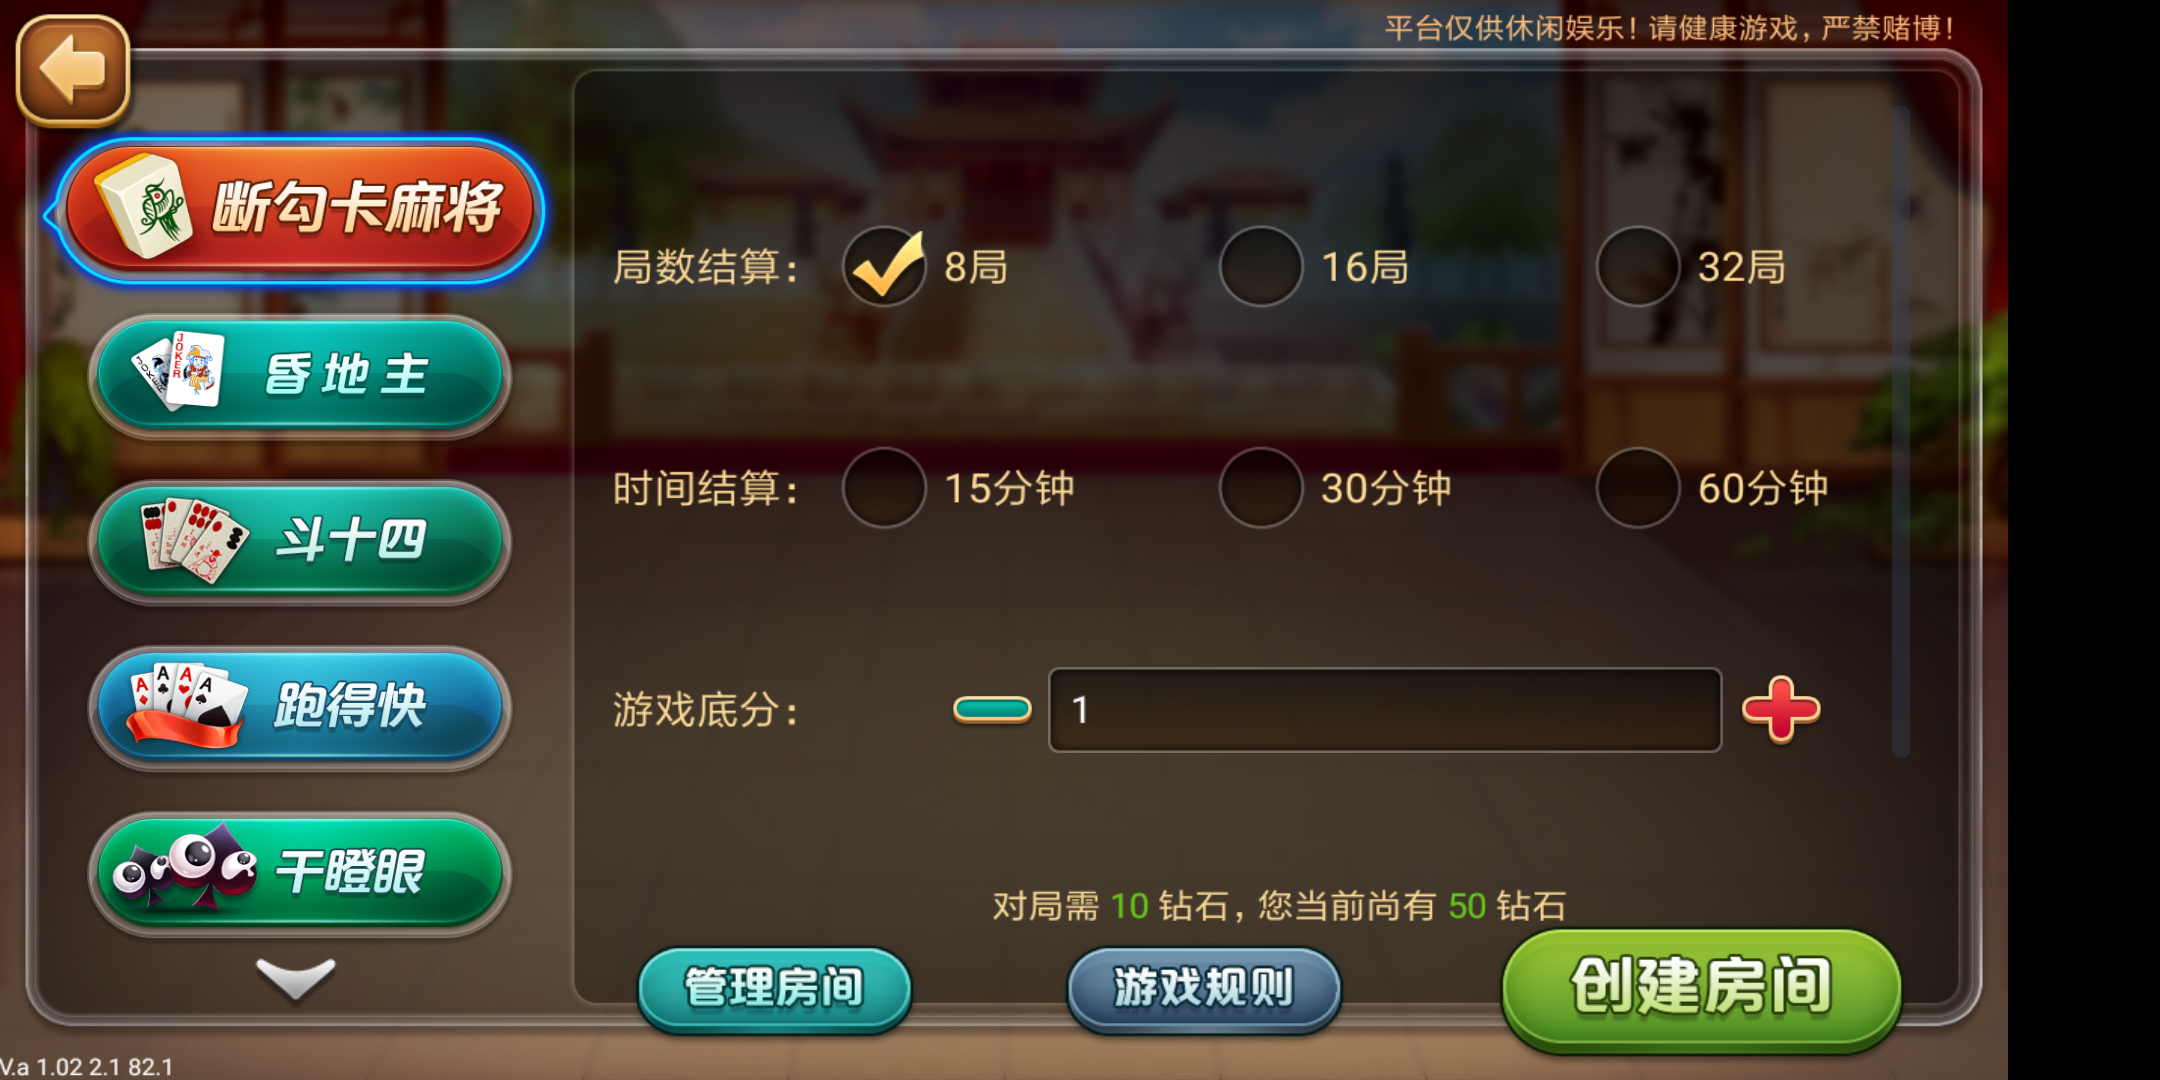 平台仅供休闲娱乐！请健康游戏，严禁赌博！
断勾卡麻将
昏地主
斗十四
跑得快
干瞪眼
局数结算：
8局
16局
32局
时间结算：
15分钟
30分钟
60分钟
游戏底分：
1
对局需 10 钻石，您当前尚有 50 钻石
管理房间
游戏规则
创建房间
V.a 1.02 2.1 82.1
JOKER
JOKER
A
A
A
A